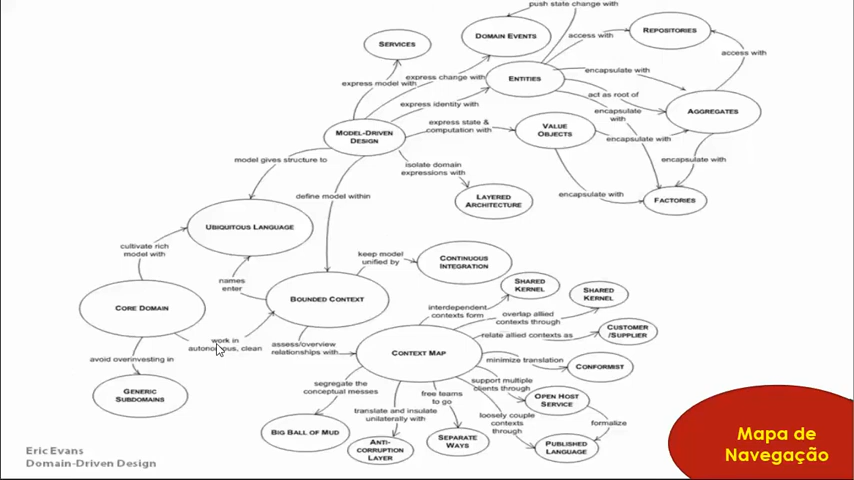 push state change with
DOMAIN EVENTS
REPOSITORIES
access with
SERVICES
access with
ENTITIES
encapsulate with
express change with
express model with
act as root of
express identity with
AGGREGATES
encapsulate
with
express state &
computation with
VALUE
OBJECTS
encapsulate with
MODEL-DRIVEN
DESIGN
model gives structure to
isolate domain
expressions with
encapsulate with
define model within
LAYERED
ARCHITECTURE
encapsulate with
FACTORIES
UBIQUITOUS LANGUAGE
cultivate rich
model with
keep model
unified by
CONTINUOUS
INTEGRATION
names
enter
BOUNDED CONTEXT
SHARED
KERNEL
SHARED
KERNEL
CORE DOMAIN
interdependent
contexts form
overlap allied
contexts through
relate allied contexts as
CUSTOMER
/SUPPLIER
work in
autonomous, clean
assess/overview
relationships with
CONTEXT MAP
avoid overinvesting in
minimize translation
CONFORMIST
GENERIC
SUBDOMAINS
segregate the
conceptual messes
support multiple
clients through
free teams
to go
OPEN HOST
SERVICE
translate and insulate
unilaterally with
loosely couple
contexts
through
formalize
BIG BALL OF MUD
ANTI-
CORRUPTION
LAYER
SEPARATE
WAYS
PUBLISHED
LANGUAGE
Eric Evans
Domain-Driven Design
Mapa de
Navegação